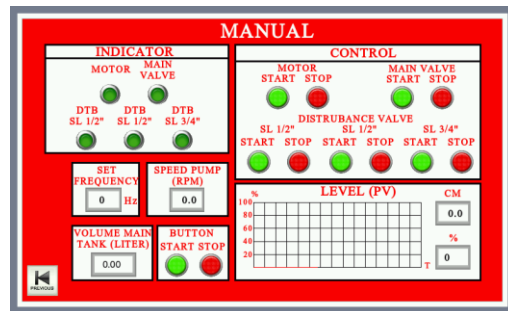 MANUAL
INDICATOR
MOTOR
MAIN
VALVE
DTB
SL 1/2"
DTB
SL 1/2"
DTB
SL 3/4"
CONTROL
MOTOR
START STOP
MAIN VALVE
START STOP
DISTRUBANCE VALVE
SL 1/2"
SL 1/2"
SL 3/4"
START STOP
START STOP
START STOP
SET
FREQUENCY
0 Hz
SPEED PUMP
(RPM)
0.0
VOLUME MAIN
TANK (LITER)
0.00
BUTTON
START STOP
LEVEL (PV)
%
100
80
60
40
20
T
CM
0.0
%
0
PREVIOUS